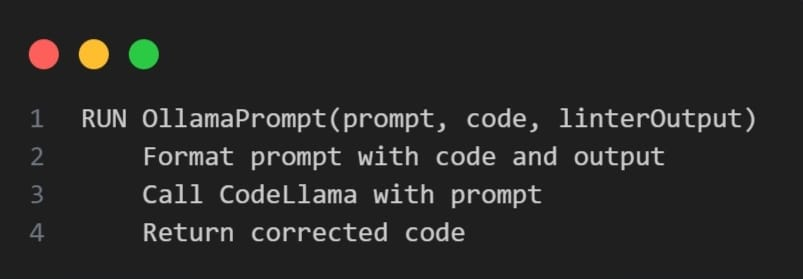 1 RUN OllamaPrompt(prompt, code, linterOutput)
2 Format prompt with code and output
3 Call CodeLlama with prompt
4 Return corrected code